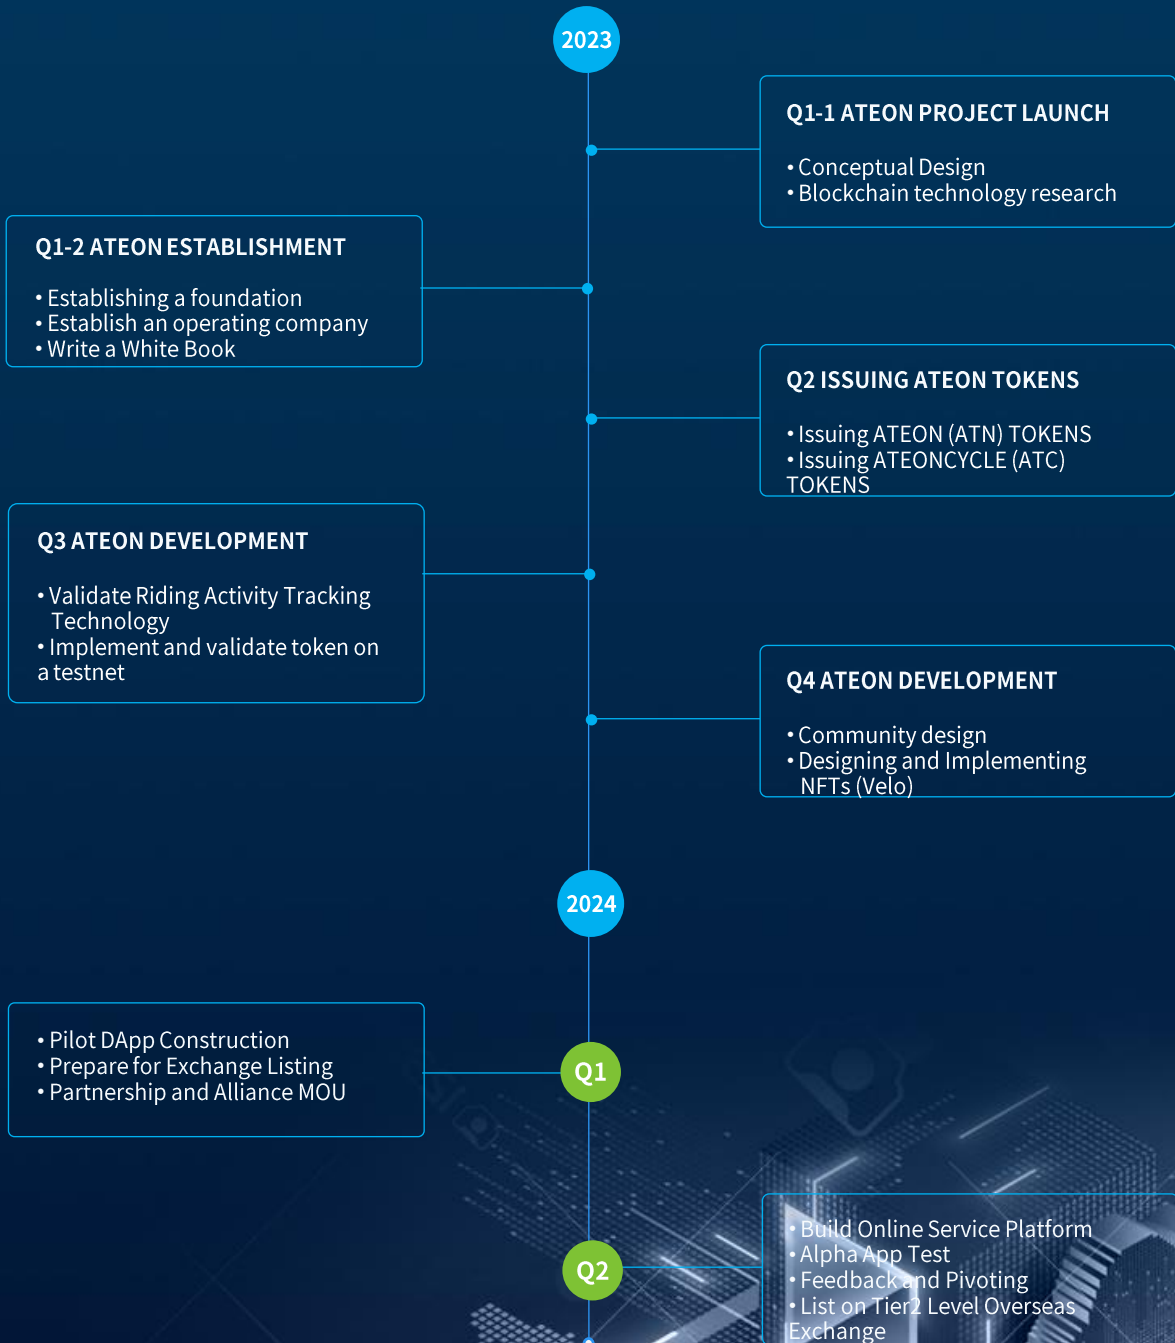 2023
Q1-1 ATEON PROJECT LAUNCH
• Conceptual Design
• Blockchain technology research
Q1-2 ATEON ESTABLISHMENT
• Establishing a foundation
• Establish an operating company
• Write a White Book
Q2 ISSUING ATEON TOKENS
• Issuing ATEON (ATN) TOKENS
• Issuing ATEONCYCLE (ATC)
TOKENS
Q3 ATEON DEVELOPMENT
• Validate Riding Activity Tracking
Technology
• Implement and validate token on
a testnet
Q4 ATEON DEVELOPMENT
• Community design
• Designing and Implementing
NFTs (Velo)
2024
• Pilot DApp Construction
• Prepare for Exchange Listing
• Partnership and Alliance MOU
Q1
Q2
• Build Online Service Platform
• Alpha App Test
• Feedback and Pivoting
• List on Tier2 Level Overseas
Exchange